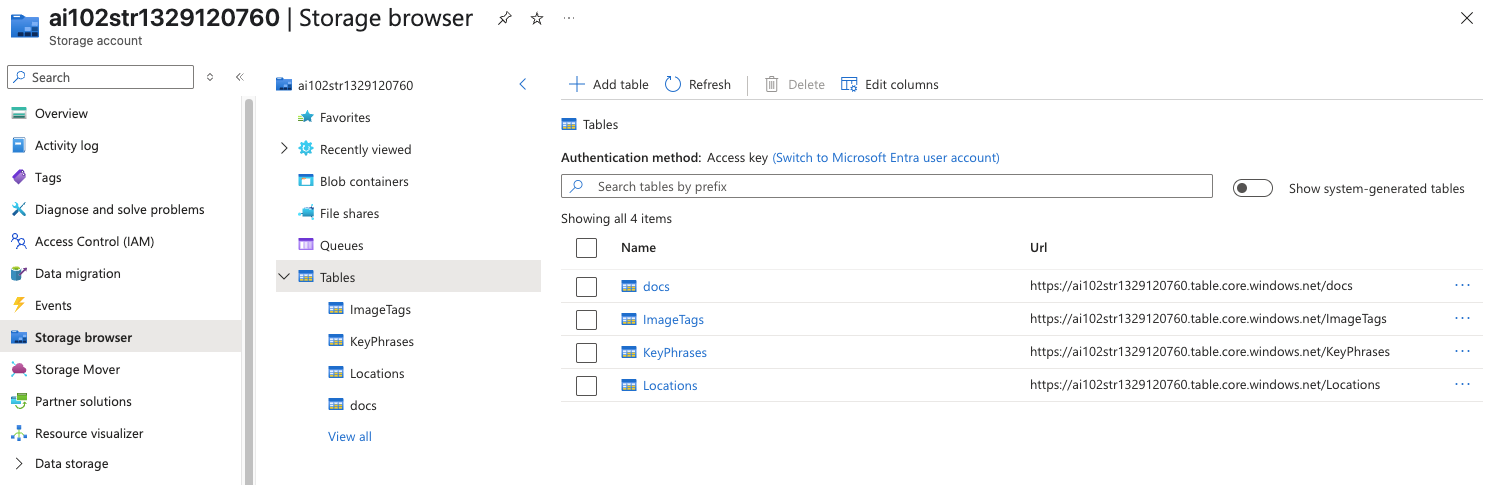 ai102str1329120760 | Storage browser
Storage account
Search
Overview
Activity log
Tags
Diagnose and solve problems
Access Control (IAM)
Data migration
Events
Storage browser
Storage Mover
Partner solutions
Resource visualizer
Data storage
ai102str1329120760
Favorites
Recently viewed
Blob containers
File shares
Queues
Tables
ImageTags
KeyPhrases
Locations
docs
View all
Add table Refresh Delete Edit columns
Tables
Authentication method: Access key (Switch to Microsoft Entra user account)
Search tables by prefix Show system-generated tables
Showing all 4 items
Name Url
docs https://ai102str1329120760.table.core.windows.net/docs
ImageTags https://ai102str1329120760.table.core.windows.net/ImageTags
KeyPhrases https://ai102str1329120760.table.core.windows.net/KeyPhrases
Locations https://ai102str1329120760.table.core.windows.net/Locations